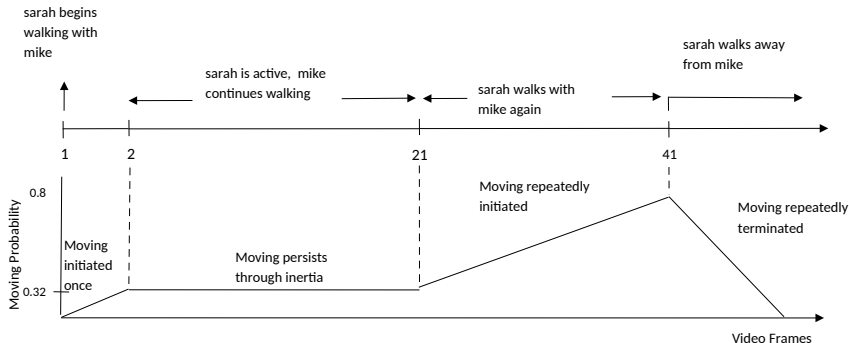 sarah begins
walking with
mike
sarah is active, mike
continues walking
sarah walks with
mike again
sarah walks away
from mike
1
2
21
41
Moving Probability
0.8
0.32
Moving
initiated
once
Moving persists
through inertia
Moving repeatedly
initiated
Moving repeatedly
terminated
Video Frames